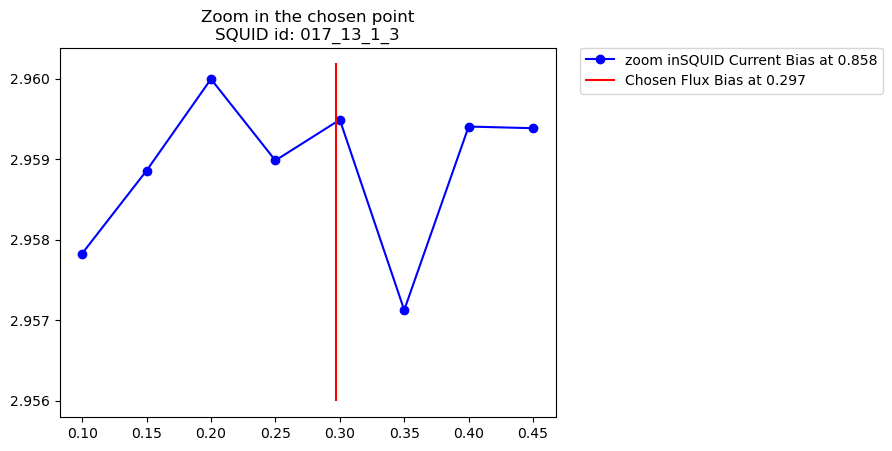 Zoom in the chosen point
SQUID id: 017_13_1_3
zoom inSQUID Current Bias at 0.858
Chosen Flux Bias at 0.297
2.960
2.959
2.958
2.957
2.956
0.10 0.15 0.20 0.25 0.30 0.35 0.40 0.45